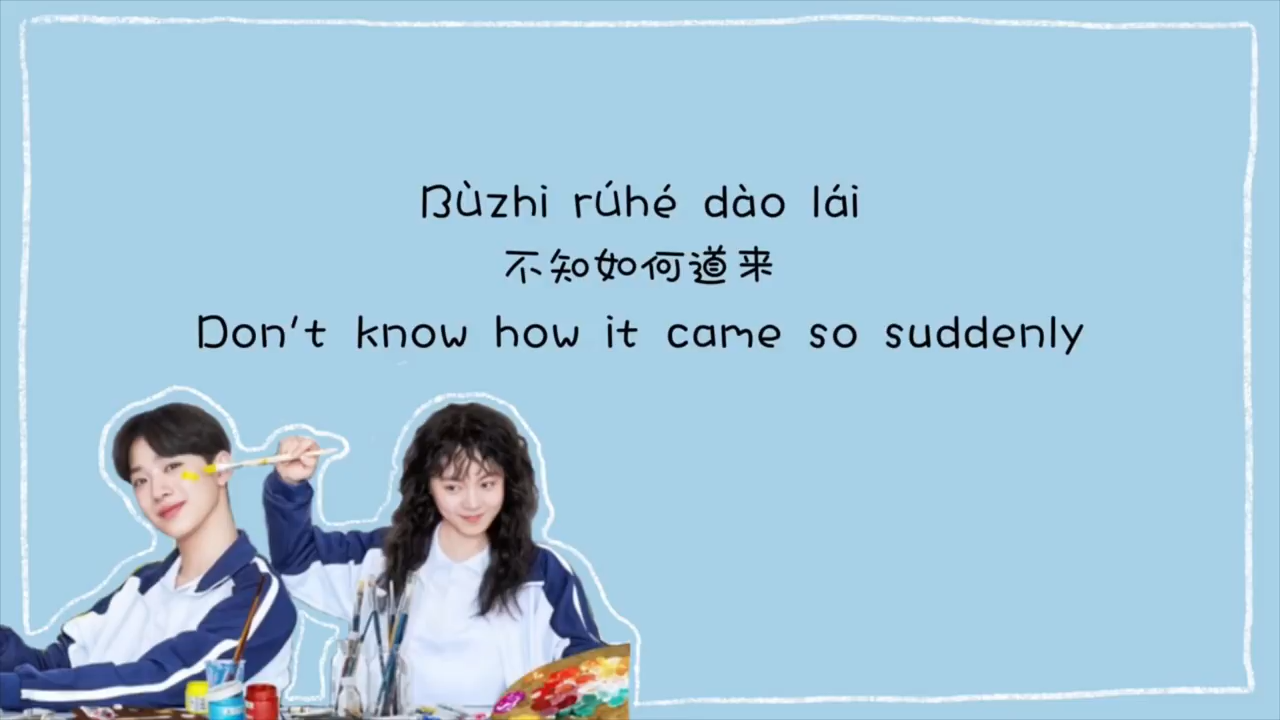 Bùzhi rúhé dào lái
不知如何道来
Don't know how it came so suddenly